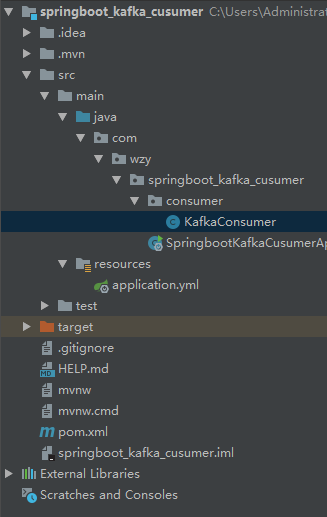 springboot_kafka_cusumer C:\Users\Administra
.idea
.mvn
src
main
java
com
wzy
springboot_kafka_cusumer
consumer
KafkaConsumer
SpringbootKafkaCusumerAp
resources
application.yml
test
target
.gitignore
HELP.md
mvnw
mvnw.cmd
pom.xml
springboot_kafka_cusumer.iml
External Libraries
Scratches and Consoles